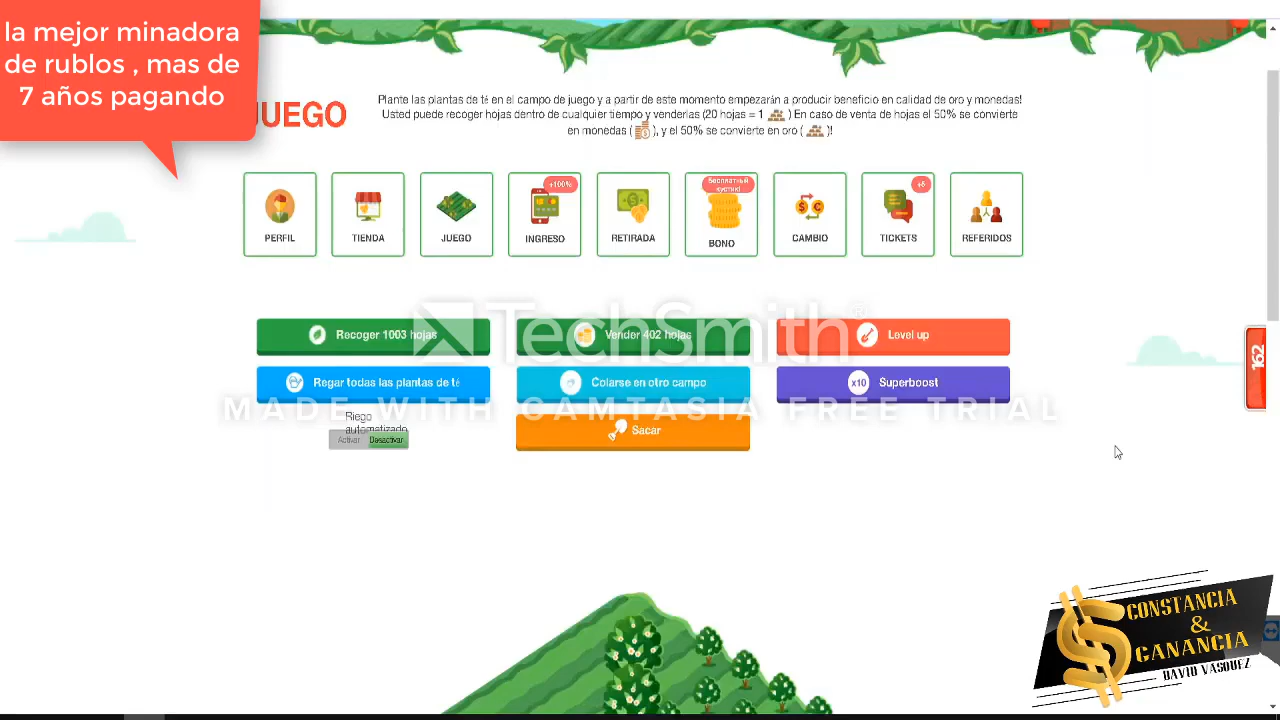 la mejor minadora
de rublos , mas de
7 años pagando
JUEGO
Plante las plantas de té en el campo de juego y a partir de este momento empezarán a producir beneficio en calidad de oro y monedas!
Usted puede recoger hojas dentro de cualquier tiempo y venderlas (20 hojas = 1 ) En caso de venta de hojas el 50% se convierte
en monedas ( ), y el 50% se convierte en oro ( )!
+100%
Бесплатный
кустик!
+6
PERFIL
TIENDA
JUEGO
INGRESO
RETIRADA
BONO
CAMBIO
TICKETS
REFERIDOS
TechSmith®
Recoger 1003 hojas
Vender 402 hojas
Level up
162
Regar todas las plantas de té
Colarse en otro campo
x10 Superboost
MADE WITH CAMTASIA FREE TRIAL
Riego
automatizado
Activar Desactivar
Sacar
CONSTANCIA
&
GANANCIA
DAVID VASQUEZ